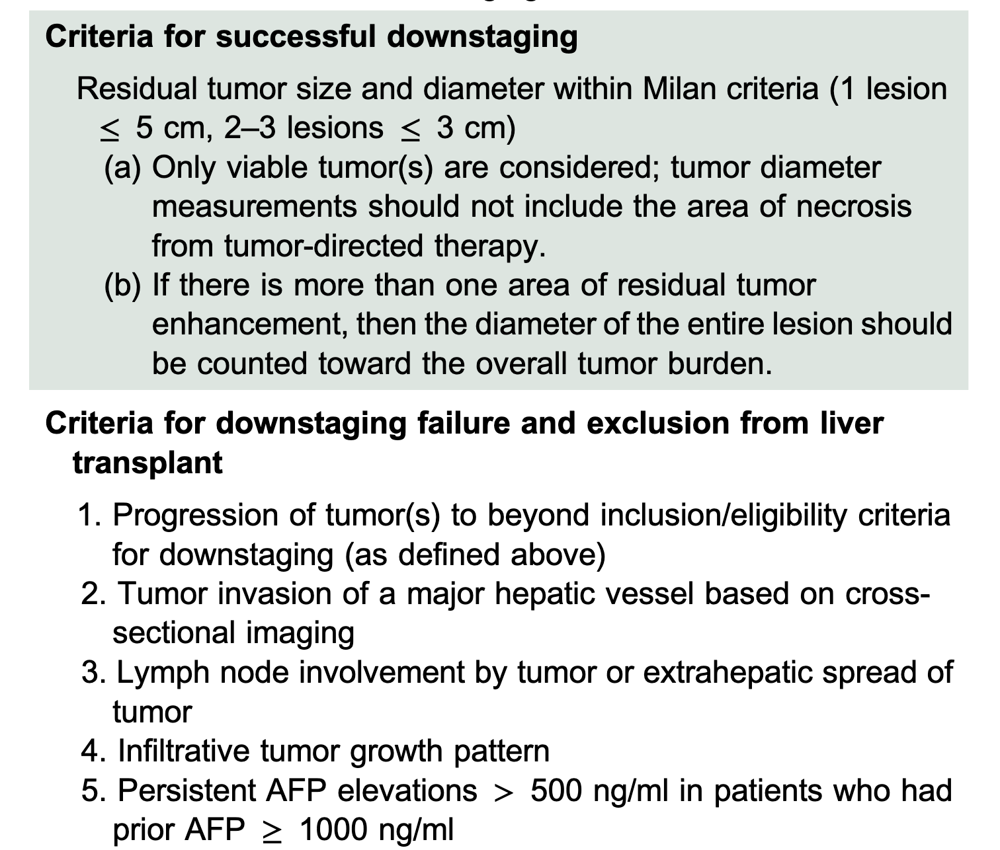 Criteria for successful downstaging
Residual tumor size and diameter within Milan criteria (1 lesion
≤ 5 cm, 2–3 lesions ≤ 3 cm)
(a) Only viable tumor(s) are considered; tumor diameter
measurements should not include the area of necrosis
from tumor-directed therapy.
(b) If there is more than one area of residual tumor
enhancement, then the diameter of the entire lesion should
be counted toward the overall tumor burden.
Criteria for downstaging failure and exclusion from liver
transplant
1. Progression of tumor(s) to beyond inclusion/eligibility criteria
for downstaging (as defined above)
2. Tumor invasion of a major hepatic vessel based on cross-
sectional imaging
3. Lymph node involvement by tumor or extrahepatic spread of
tumor
4. Infiltrative tumor growth pattern
5. Persistent AFP elevations > 500 ng/ml in patients who had
prior AFP ≥ 1000 ng/ml